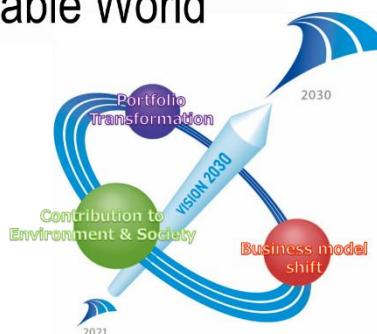 able World
2030
Portfolio
Transformation
VISION 2030
Contribution to
Environment & Society
Business model
shift
2021